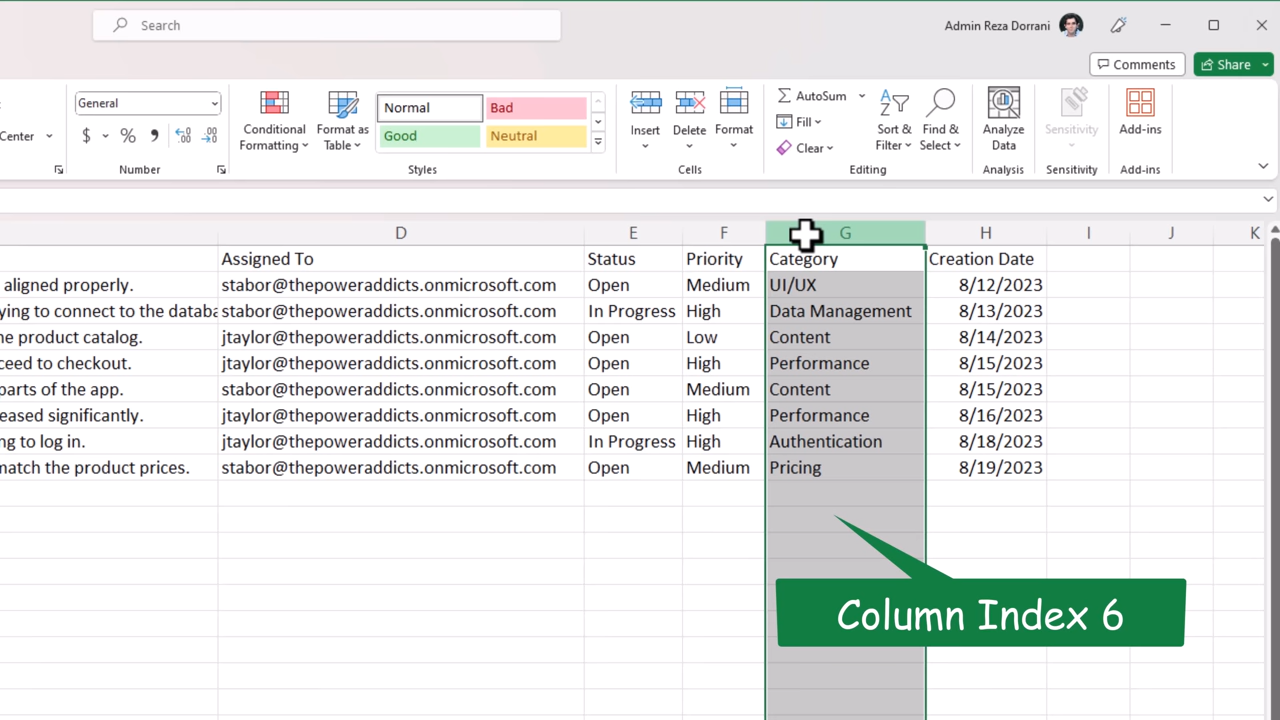 Search
Admin Reza Dorrani
Comments
Share
General
Center
$ % 9 .00
Number
Conditional Formatting
Format as Table
Normal
Bad
Good
Neutral
Styles
Insert
Delete
Format
Cells
AutoSum
Fill
Clear
Sort & Filter
Find & Select
Editing
Analyze Data
Analysis
Sensitivity
Sensitivity
Add-ins
Add-ins
D E F G H I J K
Assigned To Status Priority Category Creation Date
aligned properly. stabor@thepoweraddicts.onmicrosoft.com Open Medium UI/UX 8/12/2023
ying to connect to the databa stabor@thepoweraddicts.onmicrosoft.com In Progress High Data Management 8/13/2023
he product catalog. jtaylor@thepoweraddicts.onmicrosoft.com Open Low Content 8/14/2023
ceed to checkout. jtaylor@thepoweraddicts.onmicrosoft.com Open High Performance 8/15/2023
parts of the app. stabor@thepoweraddicts.onmicrosoft.com Open Medium Content 8/15/2023
eased significantly. jtaylor@thepoweraddicts.onmicrosoft.com Open High Performance 8/16/2023
ng to log in. jtaylor@thepoweraddicts.onmicrosoft.com In Progress High Authentication 8/18/2023
match the product prices. stabor@thepoweraddicts.onmicrosoft.com Open Medium Pricing 8/19/2023
Column Index 6